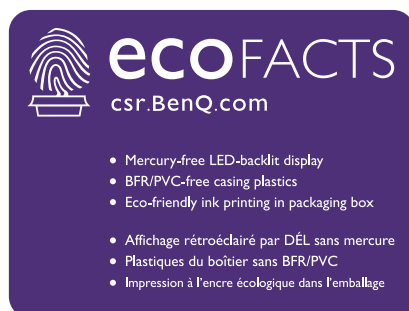 ecoFACTS
csr.BenQ.com
• Mercury-free LED-backlit display
• BFR/PVC-free casing plastics
• Eco-friendly ink printing in packaging box
• Affichage rétroéclairé par DÉL sans mercure
• Plastiques du boîtier sans BFR/PVC
• Impression à l'encre écologique dans l'emballage